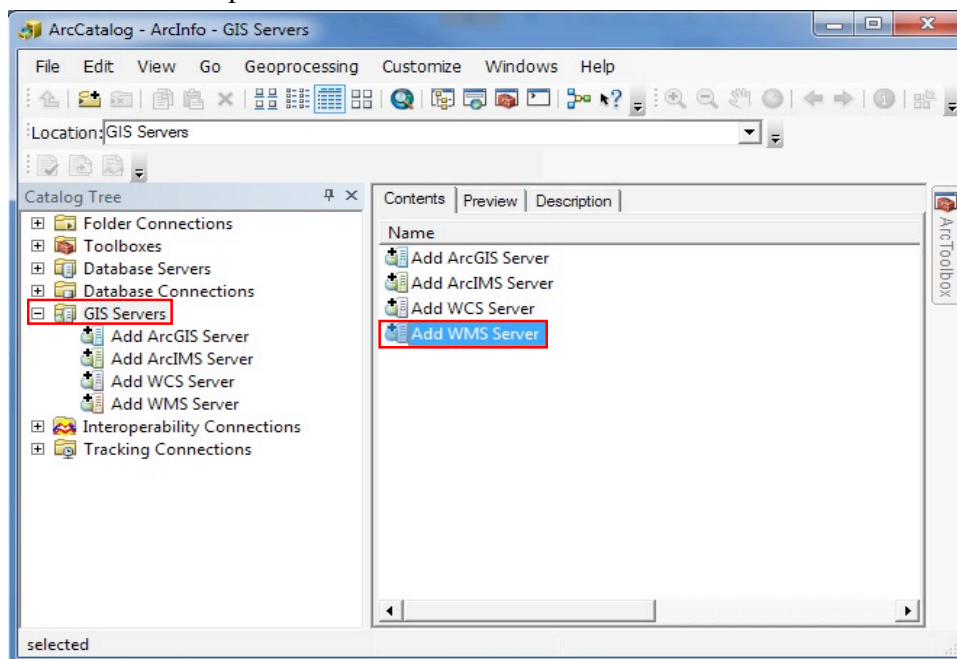 ArcCatalog - ArcInfo - GIS Servers
File Edit View Go Geoprocessing Customize Windows Help
Location: GIS Servers
Catalog Tree
Folder Connections
Toolboxes
Database Servers
Database Connections
GIS Servers
Add ArcGIS Server
Add ArcIMS Server
Add WCS Server
Add WMS Server
Interoperability Connections
Tracking Connections
Contents Preview Description
Name
Add ArcGIS Server
Add ArcIMS Server
Add WCS Server
Add WMS Server
ArcToolbox
selected